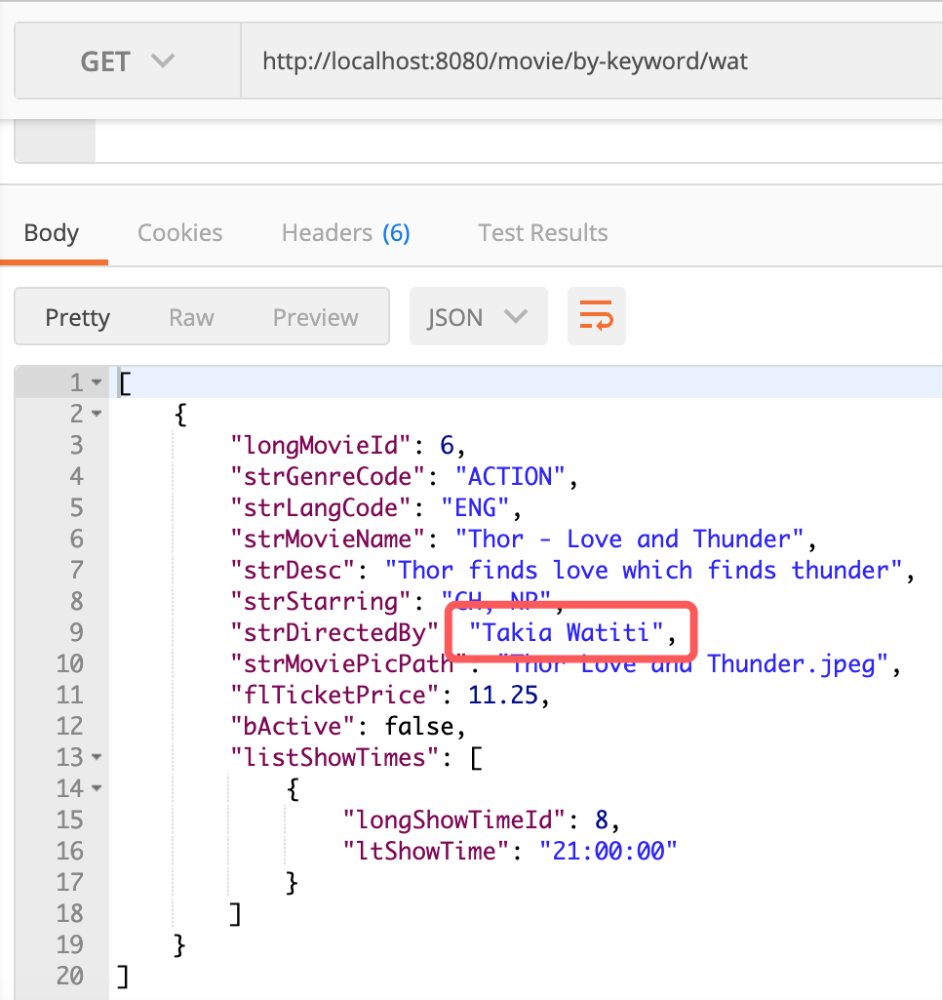 GET http://localhost:8080/movie/by-keyword/wat
Body Cookies Headers (6) Test Results
Pretty Raw Preview JSON
1 [
2 {
3 "longMovieId": 6,
4 "strGenreCode": "ACTION",
5 "strLangCode": "ENG",
6 "strMovieName": "Thor - Love and Thunder",
7 "strDesc": "Thor finds love which finds thunder",
8 "strStarring": "CH, NP",
9 "strDirectedBy" "Takia Watiti",
10 "strMoviePicPath": "Thor Love and Thunder.jpeg",
11 "flTicketPrice": 11.25,
12 "bActive": false,
13 "listShowTimes": [
14 {
15 "longShowTimeId": 8,
16 "ltShowTime": "21:00:00"
17 }
18 ]
19 }
20 ]